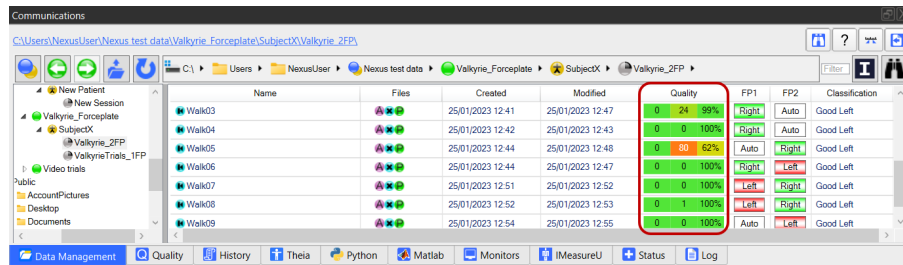 Communications
C:\Users\NexusUser\Nexus test data\Valkyrie_Forceplate\SubjectX\Valkyrie_2FP\
?
C:\ Users NexusUser Nexus test data Valkyrie_Forceplate SubjectX Valkyrie_2FP Filter
New Patient
New Session
Valkyrie_Forceplate
SubjectX
Valkyrie_2FP
ValkyrieTrials_1FP
Video trials
Public
AccountPictures
Desktop
Documents
Name Files Created Modified Quality FP1 FP2 Classification
Walk03 25/01/2023 12:41 25/01/2023 12:47 0 24 99% Right Auto Good Left
Walk04 25/01/2023 12:42 25/01/2023 12:43 0 0 100% Right Auto Good Left
Walk05 25/01/2023 12:44 25/01/2023 12:48 0 80 62% Auto Right Good Left
Walk06 25/01/2023 12:44 25/01/2023 12:47 0 0 100% Right Left Good Left
Walk07 25/01/2023 12:51 25/01/2023 12:52 0 0 100% Left Right Good Left
Walk08 25/01/2023 12:52 25/01/2023 12:53 0 1 100% Left Right Good Left
Walk09 25/01/2023 12:54 25/01/2023 12:55 0 0 100% Auto Left Good Left
Data Management Quality History Theia Python Matlab Monitors IMeasureU Status Log